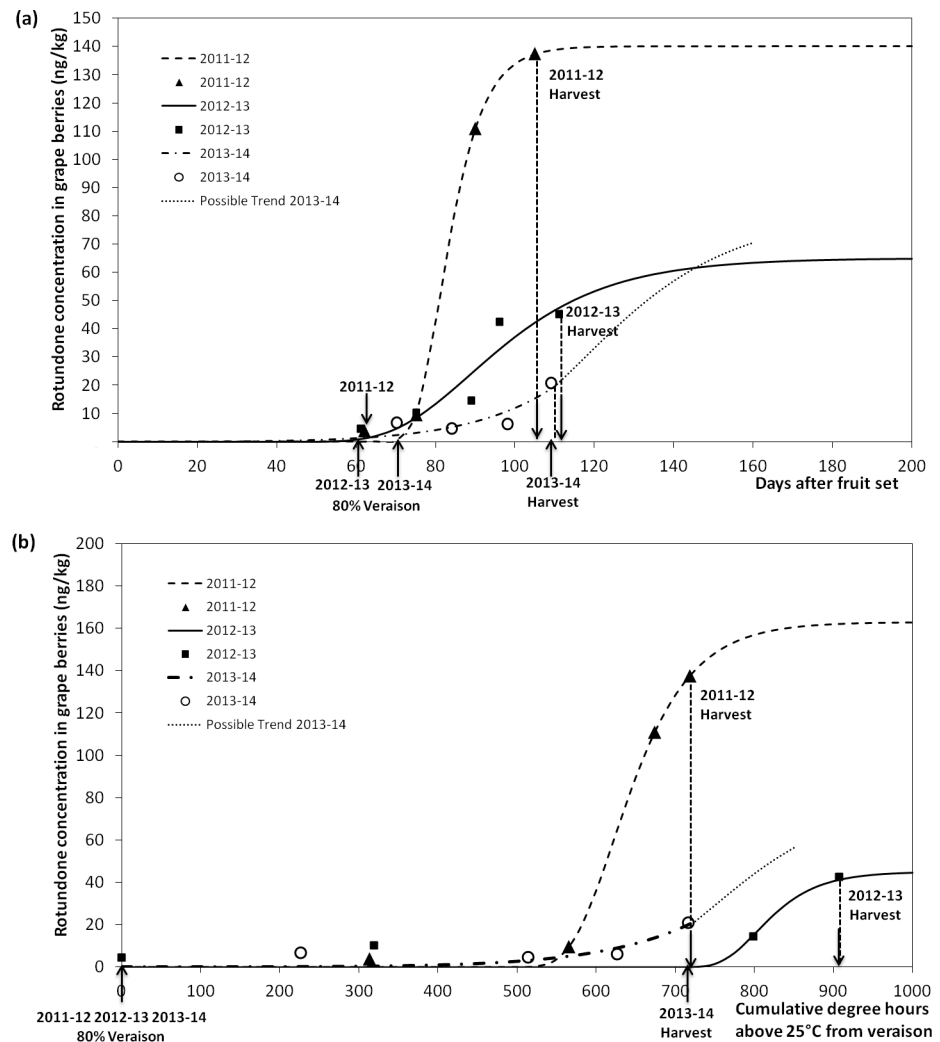 (a)
Rotundone concentration in grape berries (ng/kg)
150
140
130
120
110
100
90
80
70
60
50
40
30
20
10
2011-12
2011-12
2012-13
2012-13
2013-14
2013-14
Possible Trend 2013-14
2011-12
Harvest
2012-13
Harvest
2011-12
0 20 40 60 80 100 120 140 160 180 200
2012-13 2013-14
80% Veraison
2013-14
Harvest
Days after fruit set
(b)
Rotundone concentration in grape berries (ng/kg)
200
180
160
140
120
100
80
60
40
20
0
2011-12
2011-12
2012-13
2012-13
2013-14
2013-14
Possible Trend 2013-14
2011-12
Harvest
2012-13
Harvest
0 100 200 300 400 500 600 700 800 900 1000
2011-12 2012-13 2013-14
80% Veraison
2013-14
Harvest
Cumulative degree hours
above 25°C from veraison